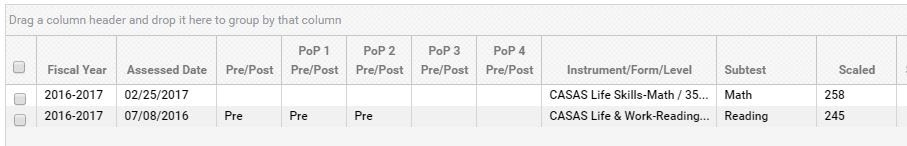 Drag a column header and drop it here to group by that column
PoP 1 PoP 2 PoP 3 PoP 4
Fiscal Year Assessed Date Pre/Post Pre/Post Pre/Post Pre/Post Pre/Post Instrument/Form/Level Subtest Scaled
2016-2017 02/25/2017 CASAS Life Skills-Math / 35... Math 258
2016-2017 07/08/2016 Pre Pre Pre CASAS Life & Work-Reading... Reading 245